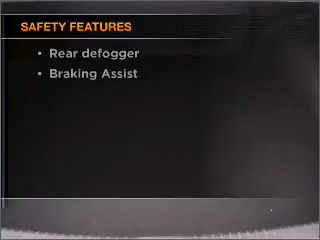 SAFETY FEATURES
• Rear defogger
• Braking Assist